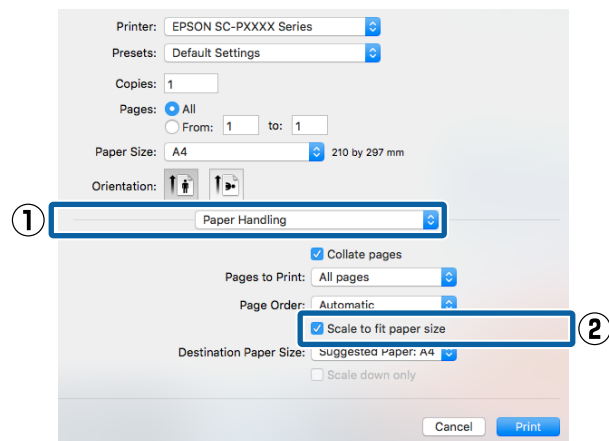 Printer: EPSON SC-PXXXX Series
Presets: Default Settings
Copies: 1
Pages: All
From: 1 to: 1
Paper Size: A4 210 by 297 mm
Orientation:
① Paper Handling
Collate pages
Pages to Print: All pages
Page Order: Automatic
Scale to fit paper size ②
Destination Paper Size: Suggested Paper: A4
Scale down only
Cancel Print